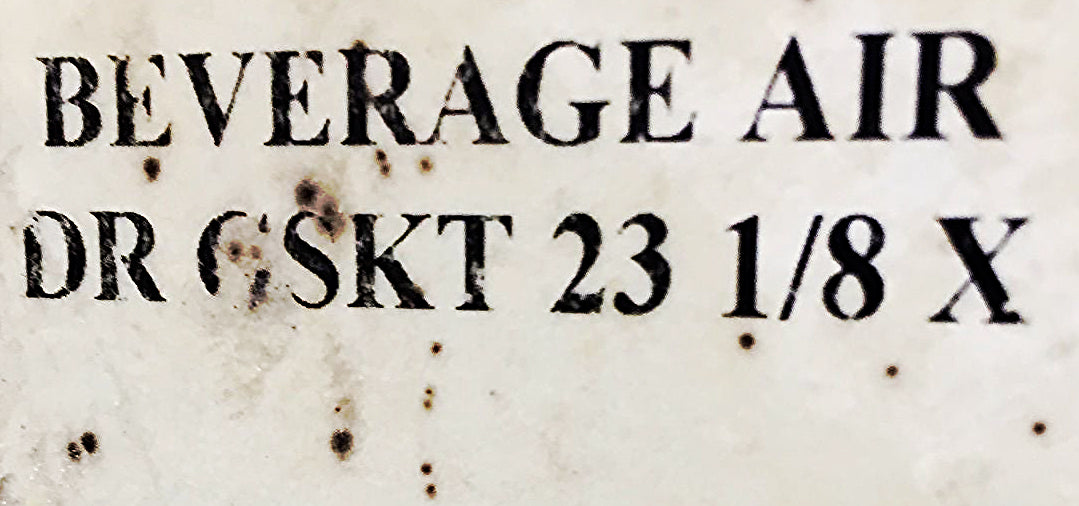 BEVERAGE AIR
DR GSKT 23 1/8 X